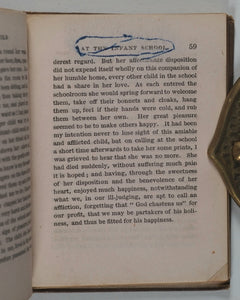 AT THE INFANT SCHOOL. 59
derest regard. But her affectionate disposition
did not expend itself wholly on this companion of
her humble home, every other child in the school
had a share in her love. As each entered the
schoolroom she would spring forward to welcome
them, take off their bonnets and cloaks, hang
them up, feel if their hands were cold, and bring
them near her own. Her great pleasure
seemed to be to make others happy. It had been
my intention never to lose sight of this amiable
and afflicted child, but on calling at the school
a short time afterwards to take her some prints, I
was grieved to hear that she was no more. She
had died suddenly, without suffering much pain
it is hoped; and having, through the sweetness
of her disposition and the benevolence of her
heart, enjoyed much happiness, notwithstanding
what we, in our ill-judging, are apt to call an
affliction, forgetting that " God chastens us" for
our profit, that we may be partakers of his holi-
ness, and thus be fitted for his happiness.